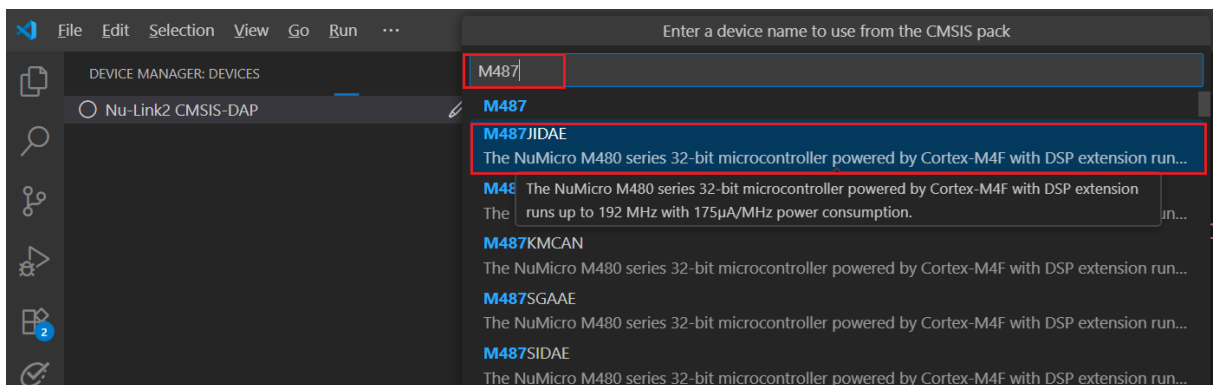 File Edit Selection View Go Run ...
Enter a device name to use from the CMSIS pack
DEVICE MANAGER: DEVICES
Nu-Link2 CMSIS-DAP
M487
M487
M487JIDAE
The NuMicro M480 series 32-bit microcontroller powered by Cortex-M4F with DSP extension run...
M48
The
un...
The NuMicro M480 series 32-bit microcontroller powered by Cortex-M4F with DSP extension
runs up to 192 MHz with 175µA/MHz power consumption.
M487KMCAN
The NuMicro M480 series 32-bit microcontroller powered by Cortex-M4F with DSP extension run...
M487SGAAE
The NuMicro M480 series 32-bit microcontroller powered by Cortex-M4F with DSP extension run...
M487SIDAE
The NuMicro M480 series 32-bit microcontroller powered by Cortex-M4F with DSP extension run...
2